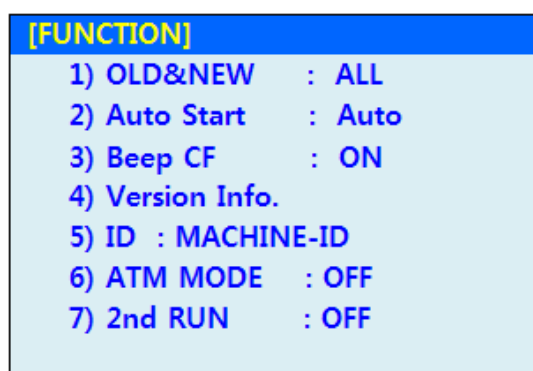 [FUNCTION]
1) OLD&NEW : ALL
2) Auto Start : Auto
3) Beep CF : ON
4) Version Info.
5) ID : MACHINE-ID
6) ATM MODE : OFF
7) 2nd RUN : OFF